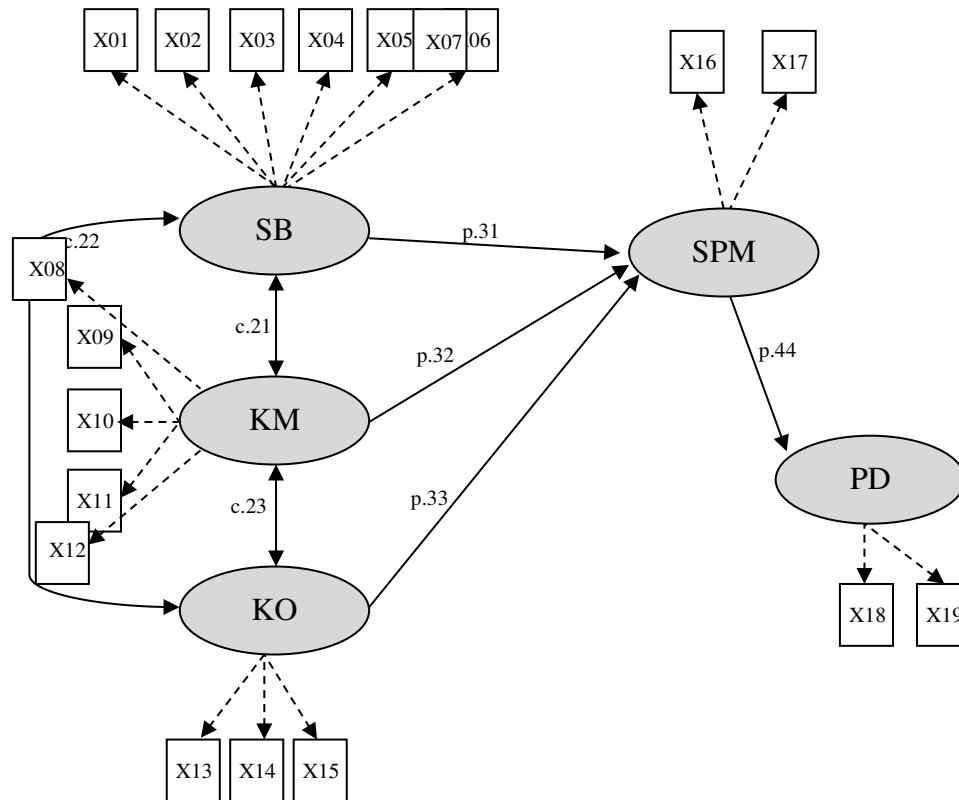 X01
X02
X03
X04
X05
X07
06
X16
X17
SB
c.22
p.31
SPM
X08
X09
c.21
p.32
p.44
X10
KM
X11
c.23
p.33
PD
X12
KO
X18
X19
X13
X14
X15